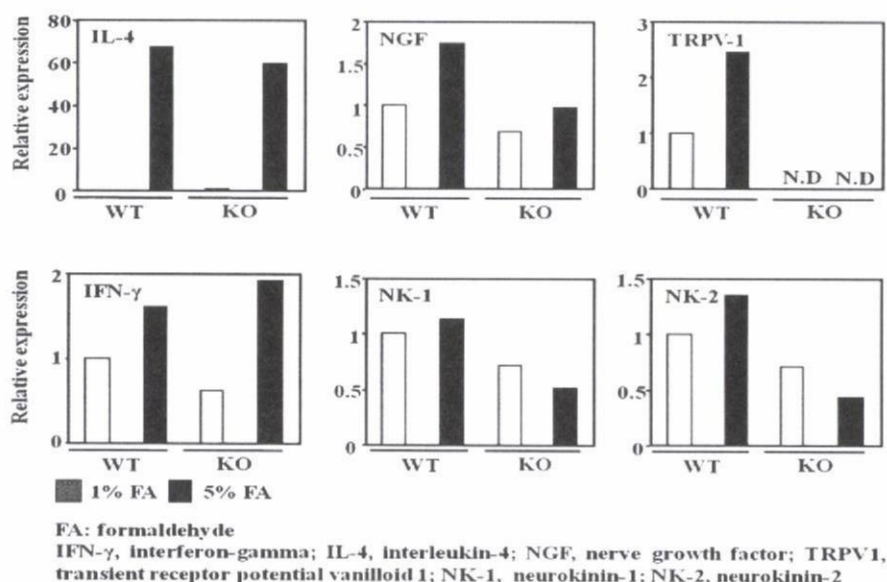 Relative expression
80
60
40
20
0
IL-4
WT KO
2
1.5
1
0.5
0
NGF
WT KO
3
2
1
0
TRPV-1
N.D N.D
WT KO
Relative expression
2
1
0
IFN-γ
WT KO
1.5
1
0.5
0
NK-1
WT KO
1.5
1
0.5
0
NK-2
WT KO
1% FA 5% FA
FA: formaldehyde
IFN-γ, interferon-gamma; IL-4, interleukin-4; NGF, nerve growth factor; TRPV1,
transient receptor potential vanilloid 1; NK-1, neurokinin-1; NK-2, neurokinin-2